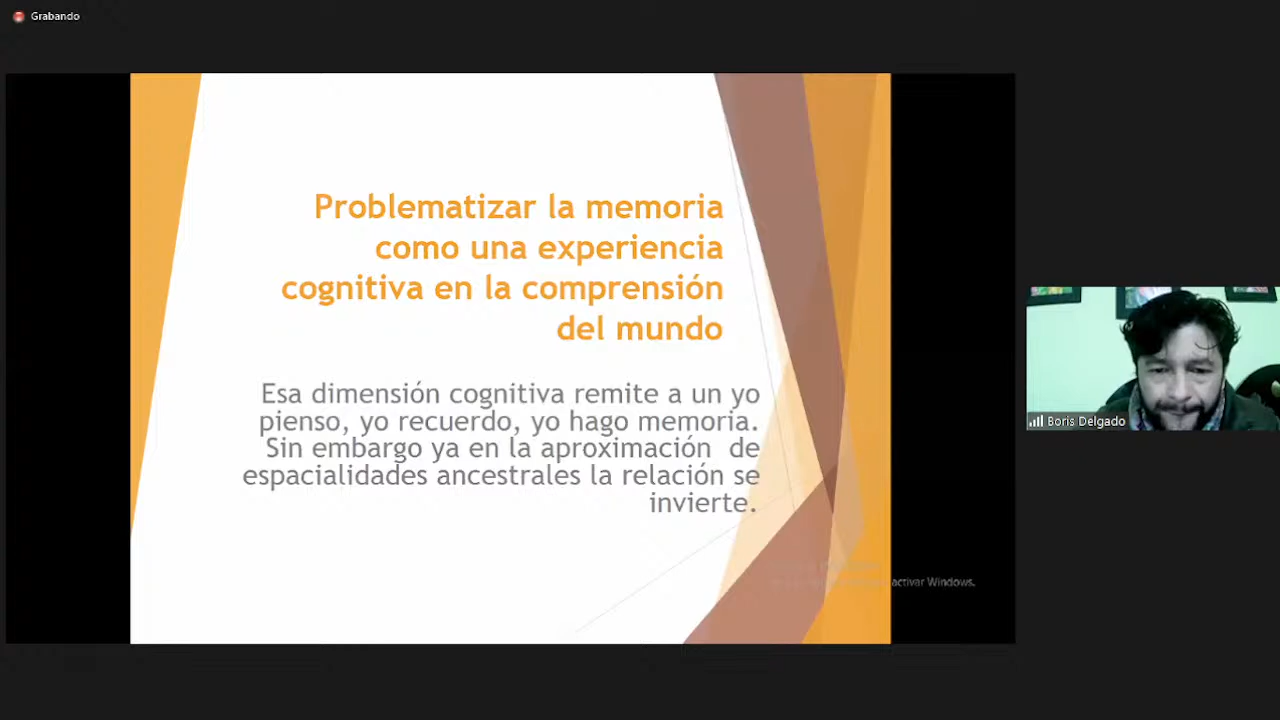 Grabando
Problematizar la memoria
como una experiencia
cognitiva en la comprensión
del mundo
Esa dimensión cognitiva remite a un yo
pienso, yo recuerdo, yo hago memoria.
Sin embargo ya en la aproximación de
espacialidades ancestrales la relación se
invierte.
activar Windows.
Boris Delgado